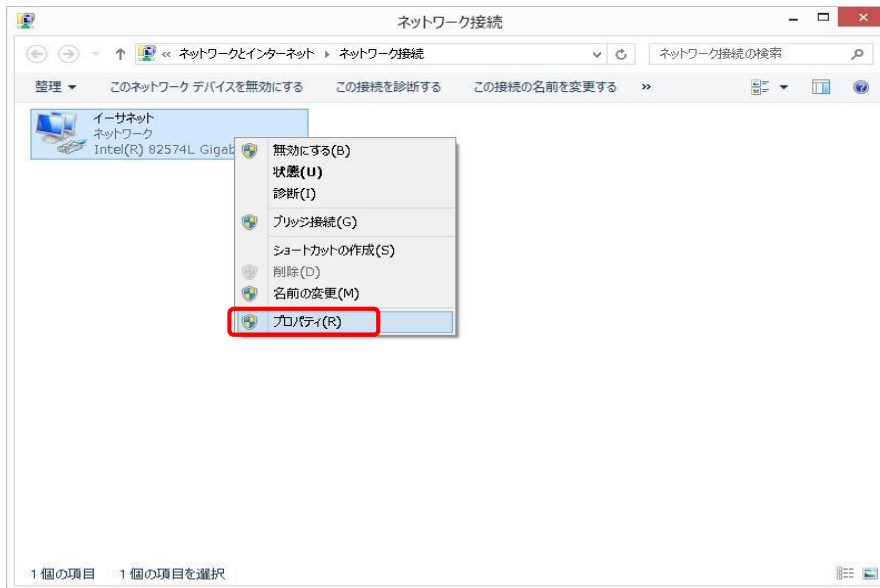 ネットワーク接続
« ネットワークとインターネット ▸ ネットワーク接続
ネットワーク接続の検索
整理 ▼ このネットワーク デバイスを無効にする この接続を診断する この接続の名前を変更する »
イーサネット
ネットワーク
Intel(R) 82574L Gigab
無効にする(B)
状態(U)
診断(I)
ブリッジ接続(G)
ショートカットの作成(S)
削除(D)
名前の変更(M)
プロパティ(R)
1 個の項目 1 個の項目を選択